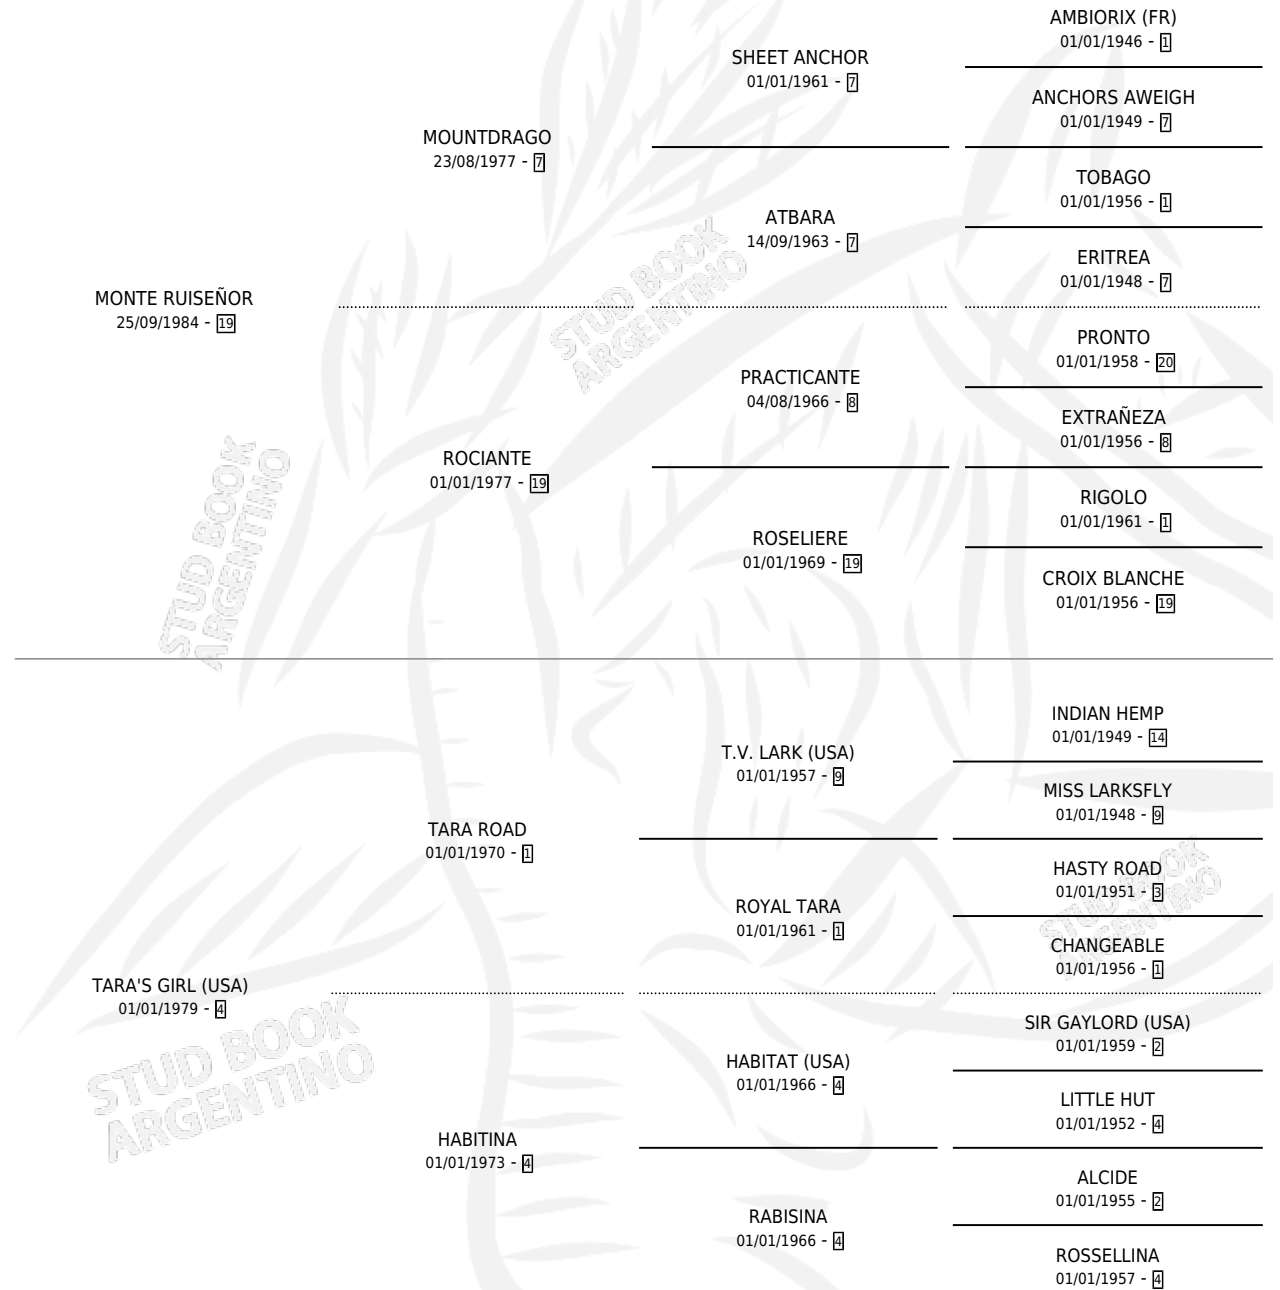 AMBIORIX (FR)
01/01/1946 - 1
SHEET ANCHOR
01/01/1961 - 7
ANCHORS AWEIGH
01/01/1949 - 7
MOUNTDRAGO
23/08/1977 - 7
TOBAGO
01/01/1956 - 1
ATBARA
14/09/1963 - 7
ERITREA
01/01/1948 - 7
MONTE RUISEÑOR
25/09/1984 - 19
PRONTO
01/01/1958 - 20
PRACTICANTE
04/08/1966 - 8
EXTRAÑEZA
01/01/1956 - 8
ROCIANTE
01/01/1977 - 19
RIGOLO
01/01/1961 - 1
ROSELIERE
01/01/1969 - 19
CROIX BLANCHE
01/01/1956 - 19
INDIAN HEMP
01/01/1949 - 14
T.V. LARK (USA)
01/01/1957 - 9
MISS LARKSFLY
01/01/1948 - 9
TARA ROAD
01/01/1970 - 1
HASTY ROAD
01/01/1951 - 3
ROYAL TARA
01/01/1961 - 1
CHANGEABLE
01/01/1956 - 1
TARA'S GIRL (USA)
01/01/1979 - 4
SIR GAYLORD (USA)
01/01/1959 - 2
HABITAT (USA)
01/01/1966 - 4
LITTLE HUT
01/01/1952 - 4
HABITINA
01/01/1973 - 4
ALCIDE
01/01/1955 - 2
RABISINA
01/01/1966 - 4
ROSSELLINA
01/01/1957 - 4
STUD BOOK
ARGENTINO
STUD BOOK
ARGENTINO
STUD BOOK
ARGENTINO
STUD BOOK
ARGENTINO